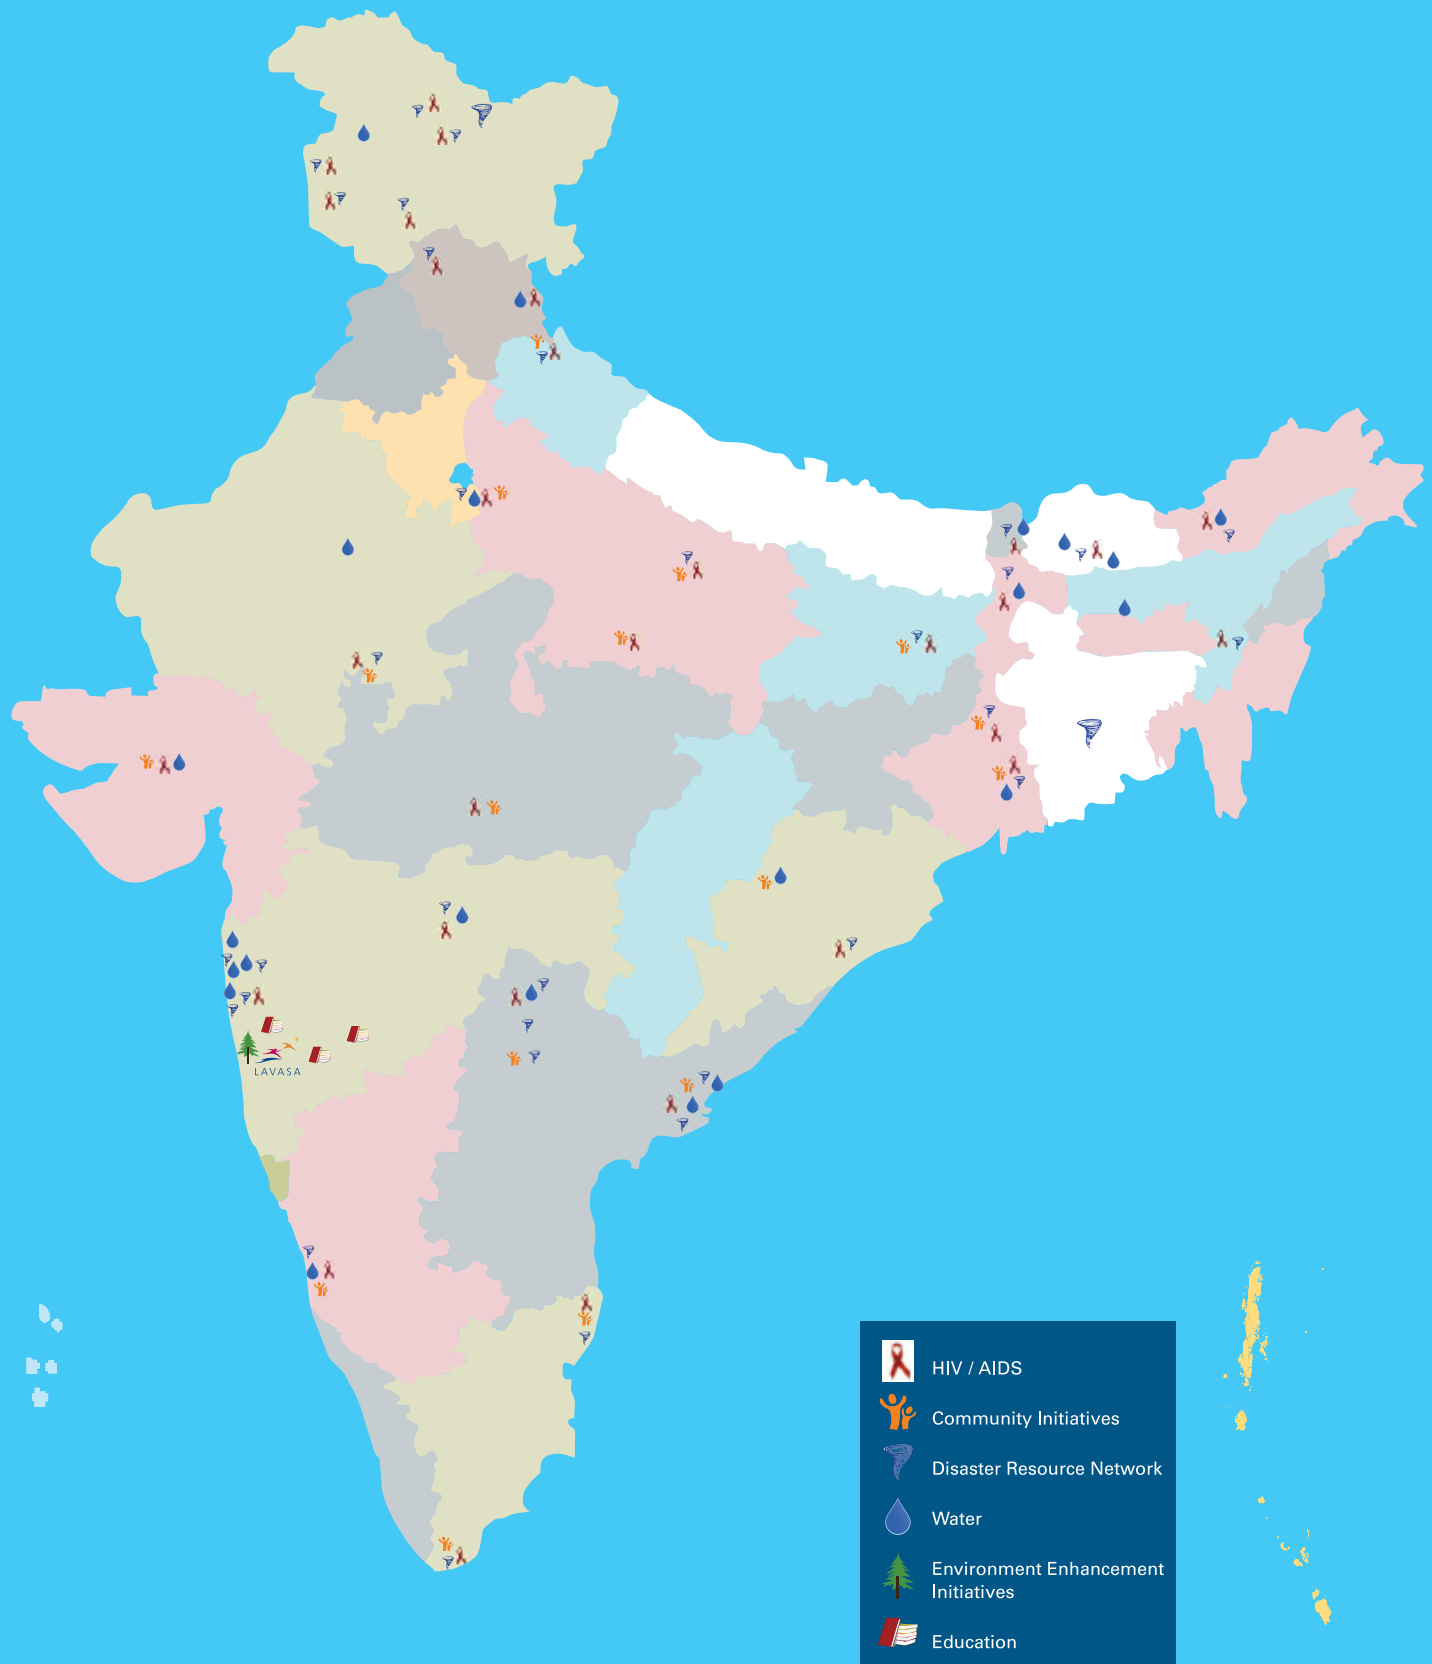 LAVASA
HIV / AIDS
Community Initiatives
Disaster Resource Network
Water
Environment Enhancement
Initiatives
Education